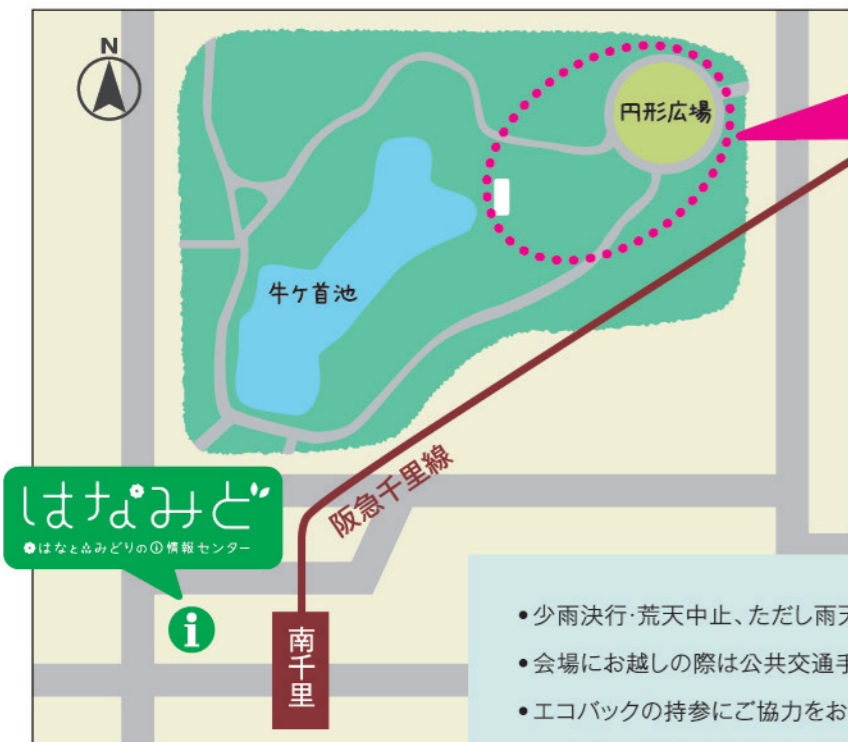 N
円形広場
牛ケ首池
阪急千里線
はなみど
はなとみどりの情報センター
i
南千里
•少雨決行・荒天中止、ただし雨天
•会場にお越しの際は公共交通手
•エコバックの持参にご協力をお